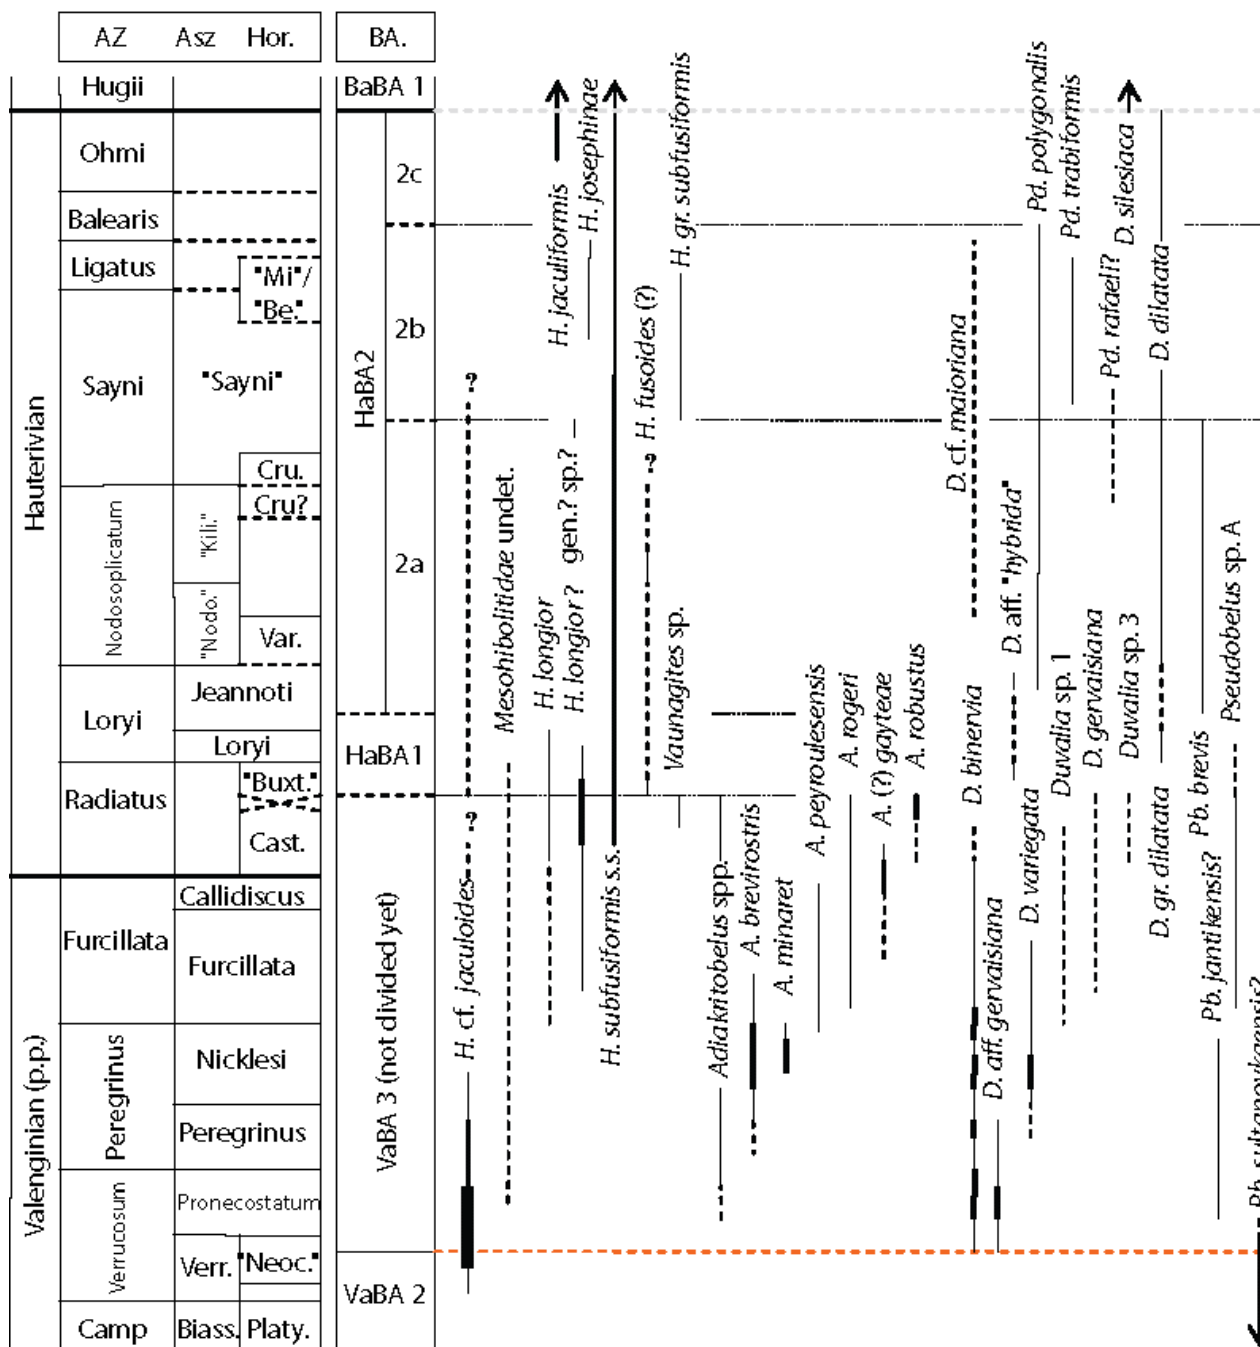 AZ Asz Hor. BA.
Hugii BaBA 1
Hauterivian
Valenginian (p.p.)
Ohmi
Balearis
Ligatus
Sayni
Nodosoplicatum
Loryi
Radiatus
Furcillata
Peregrinus
Verrucosum
Camp
"Sayni"
"Kili."
"Nodo."
Jeannoti
Loryi
Callidiscus
Furcillata
Nicklesi
Peregrinus
Pronecostatum
Verr.
Biass.
"Mi"/
"Be."
Cru.
Cru?
Var.
"Buxt."
Cast.
"Neoc."
Platy.
HaBA2
2c
2b
2a
HaBA1
VaBA 3 (not divided yet)
VaBA 2
?
?
H. cf. jaculoides
Mesohibolitidae undet.
H. longior
H. jaculiformis
H. longior?
gen.? sp.?
H. josephinae
H. subfusiformis s.s.
?
H. fusoides (?)
Vaunagites sp.
H. gr. subfusiformis
Adiakritobelus spp.
A. brevirostris
A. minaret
A. peyroulesensis
A. rogeri
A. (?) gayteae
A. robustus
D. cf. maioriana
D. binervia
D. aff. gervaisiana
D. aff. "hybrida"
D. variegata
Pd. polygonalis
Duvalia sp. 1
Pd. trabiformis
D. gervaisiana
Pd. rafaeli?
D. silesiaca
Duvalia sp. 3
D. dilatata
D. gr. dilatata
Pb. brevis
Pb. jantikensis?
Pseudobelus sp. A
Pb. sultanovkaensis?